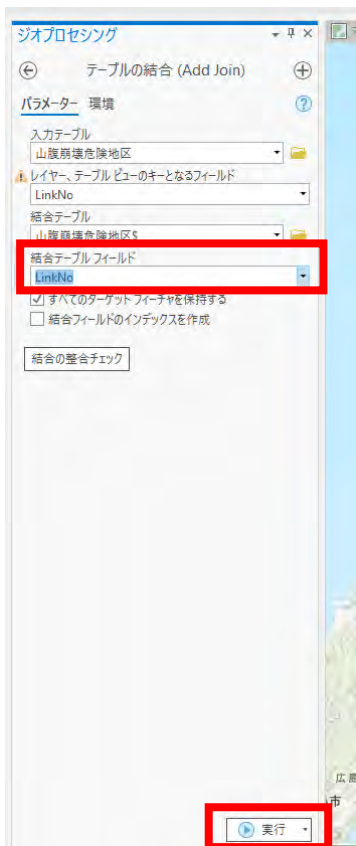 ジオプロセシング
テーブルの結合 (Add Join)
パラメーター 環境
入力テーブル
山腹崩壊危険地区
レイヤー、テーブル ビューのキーとなるフィールド
LinkNo
結合テーブル
山腹崩壊危険地区$
結合テーブル フィールド
LinkNo
すべてのターゲット フィーチャを保持する
結合フィールドのインデックスを作成
結合の整合チェック
広島
市
実行